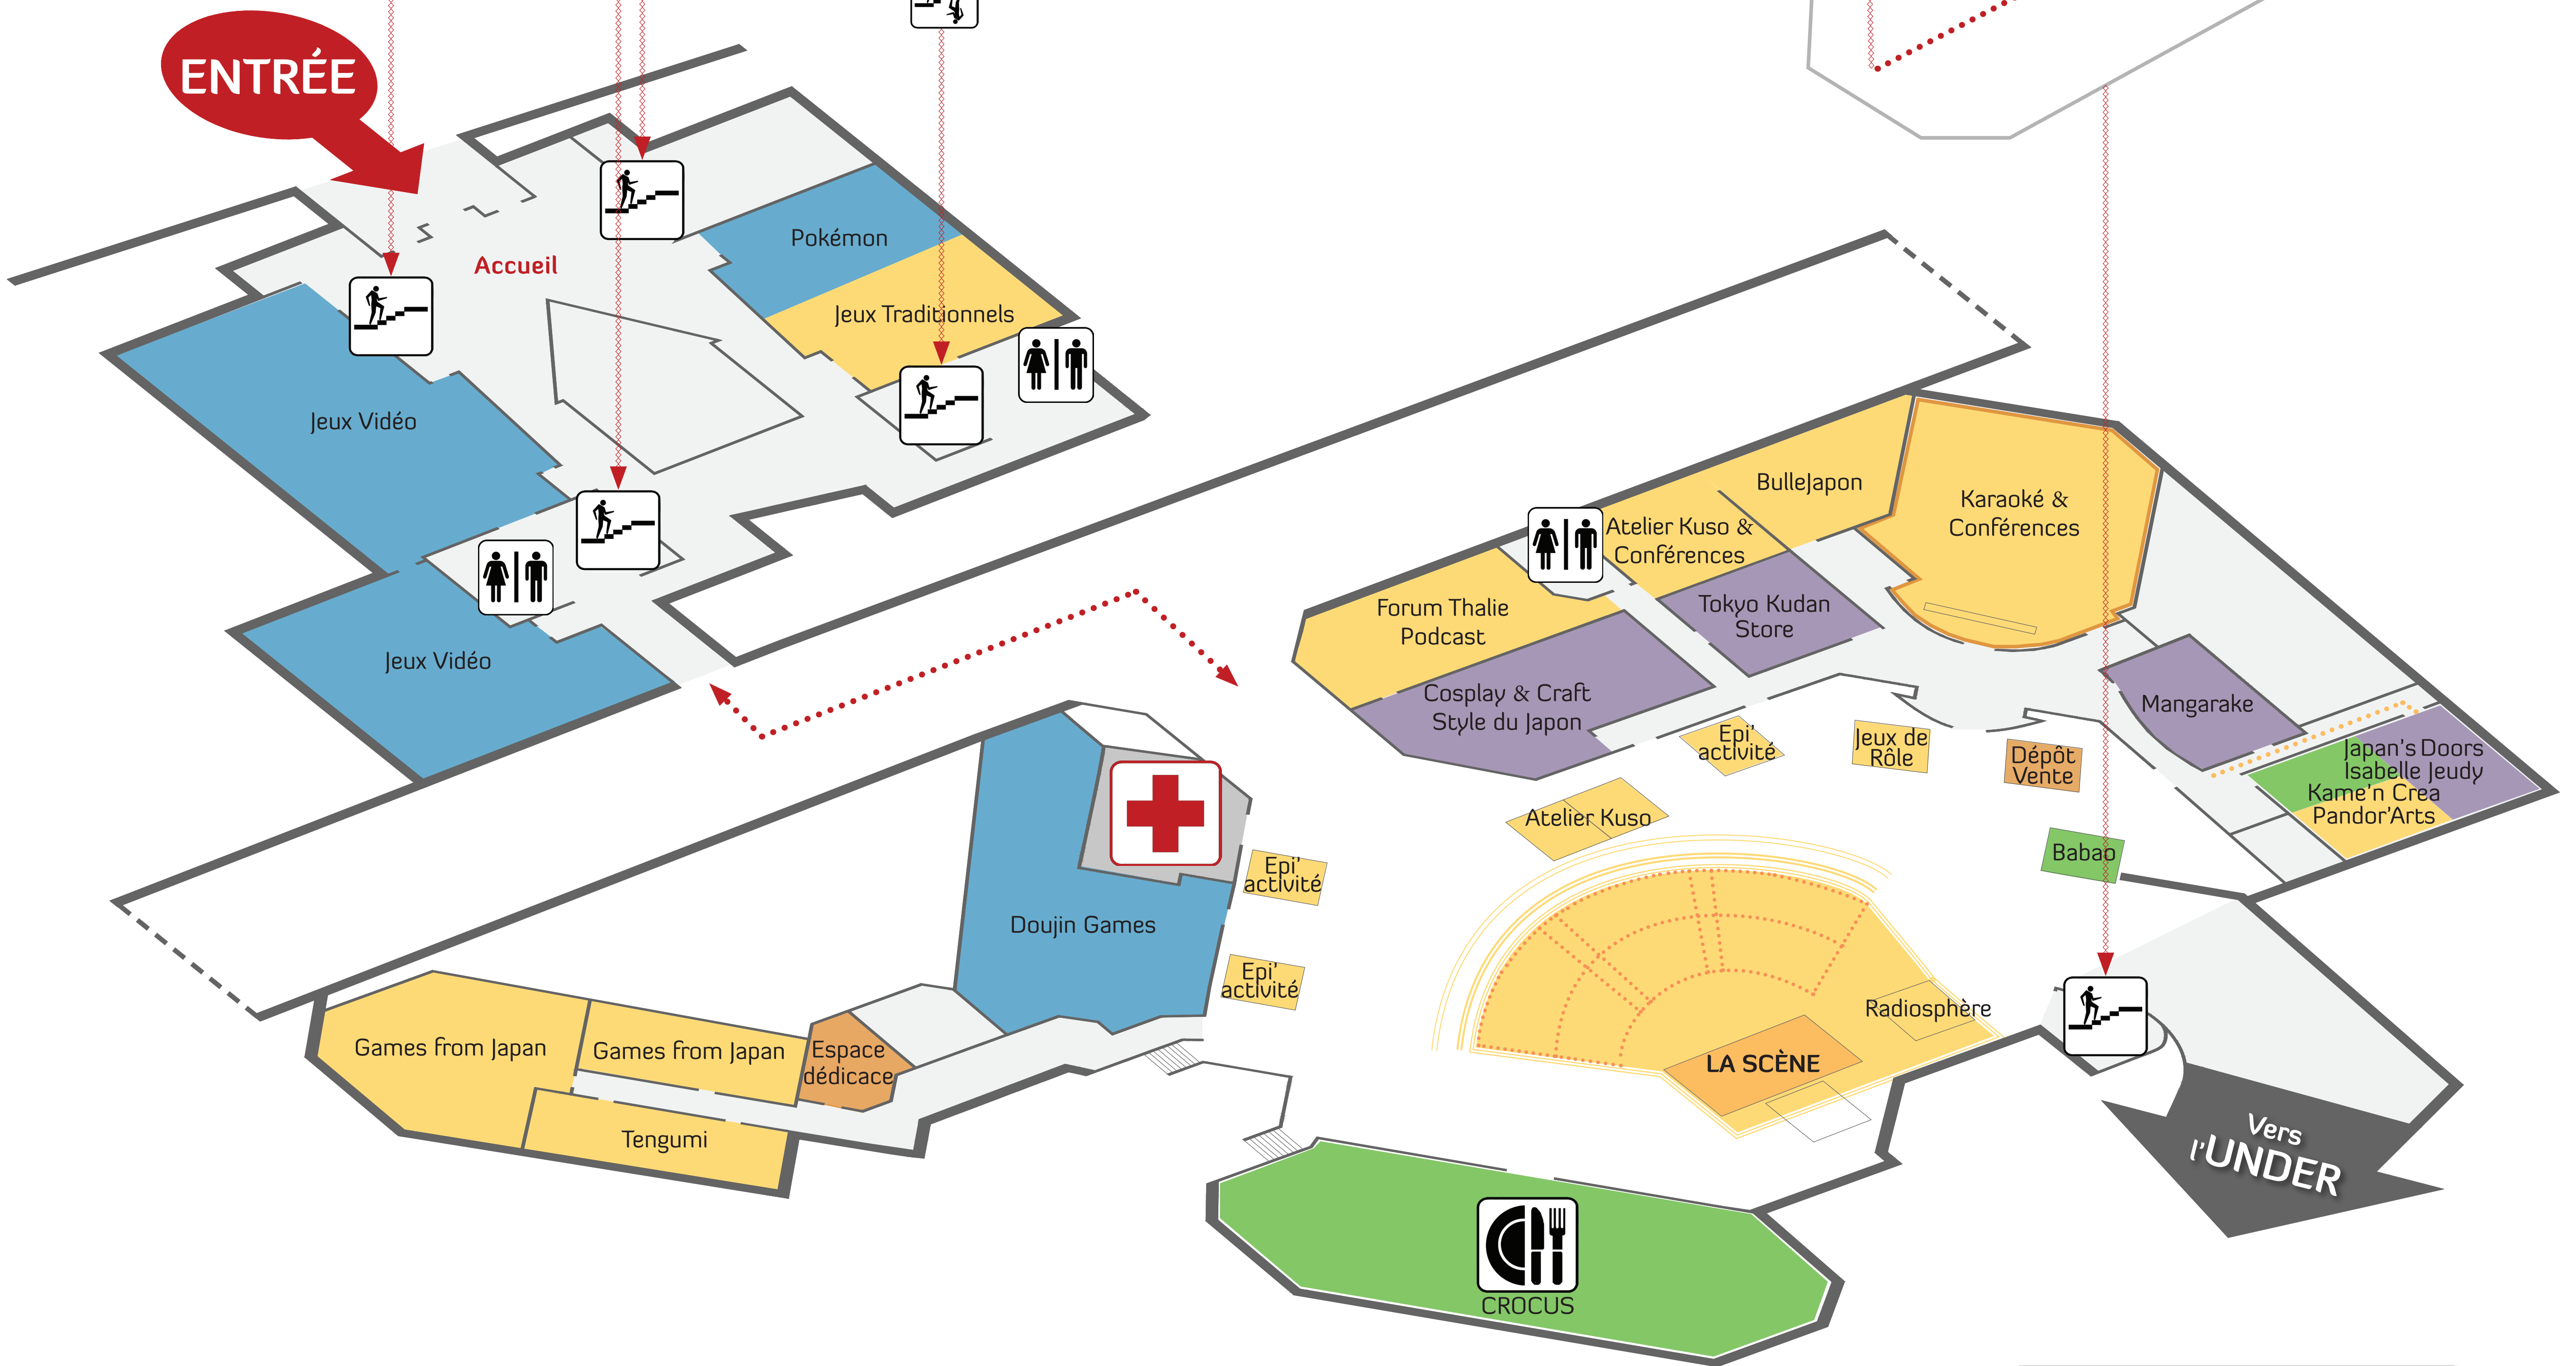 ENTRÉE
Accueil
Pokémon
Jeux Traditionnels
Jeux Vidéo
Jeux Vidéo
BulleJapon
Karaoké &
Conférences
Atelier Kuso &
Conférences
Forum Thalie
Podcast
Tokyo Kudan
Store
Cosplay & Craft
Style du Japon
Mangarake
Epi'
activité
Jeux de
Rôle
Dépôt
Vente
Japan's Doors
Isabelle Jeudy
Kame'n Crea
Pandor'Arts
Atelier Kuso
Babao
Epi'
activité
Doujin Games
Epi'
activité
Radiosphère
LA SCÈNE
Games from Japan
Games from Japan
Espace
dédicace
Tengumi
Vers
l'UNDER
CROCUS